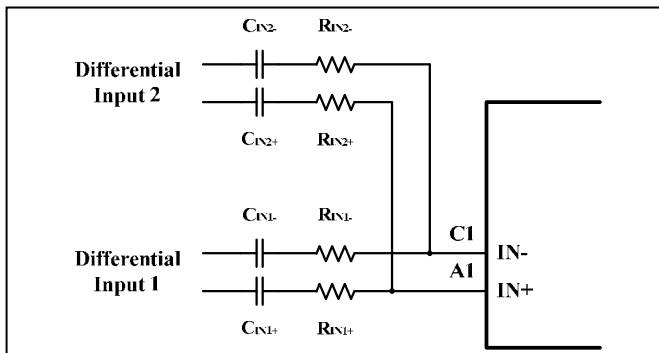 CIN2- RIN2-
Differential
Input 2
CIN2+ RIN2+
CIN1- RIN1-
Differential
Input 1
C1
IN-
A1
IN+
CIN1+ RIN1+